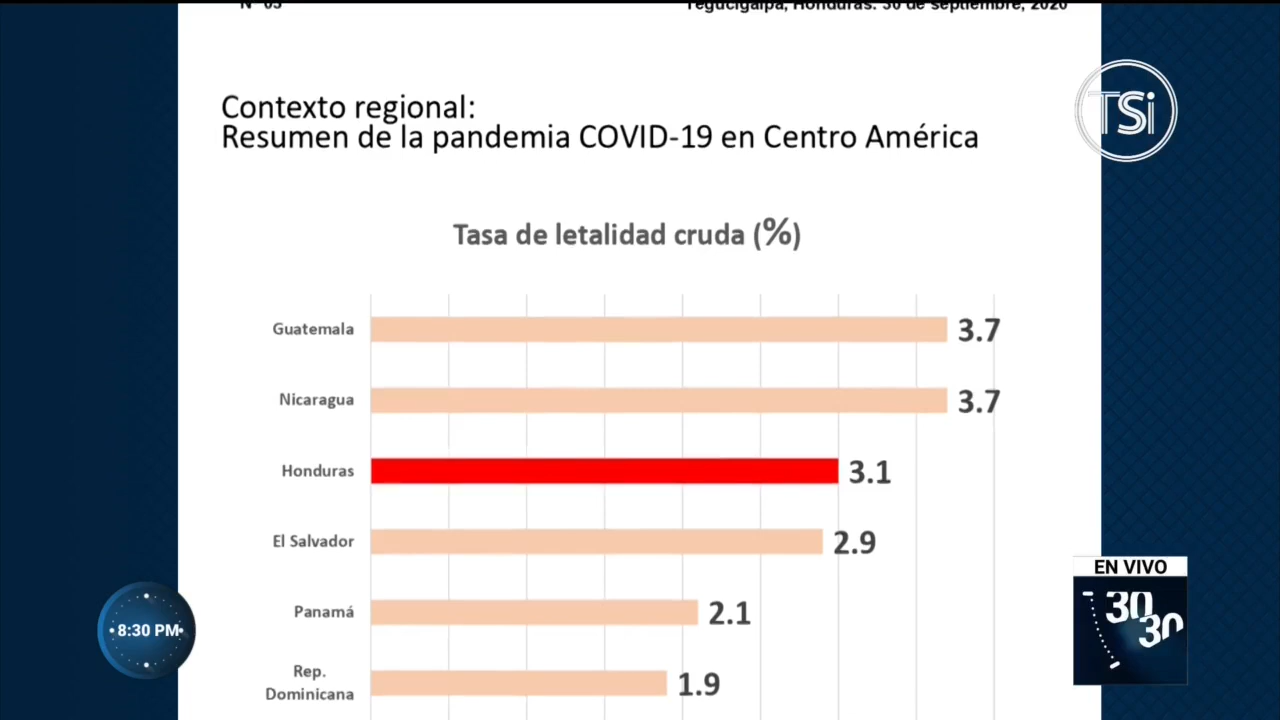 Nº 03
Tegucigalpa, Honduras. 30 de septiembre, 2020
TSi
Contexto regional:
Resumen de la pandemia COVID-19 en Centro América
Tasa de letalidad cruda (%)
Guatemala 3.7
Nicaragua 3.7
Honduras 3.1
El Salvador 2.9
Panamá 2.1
Rep.
Dominicana 1.9
8:30 PM
EN VIVO
30
30